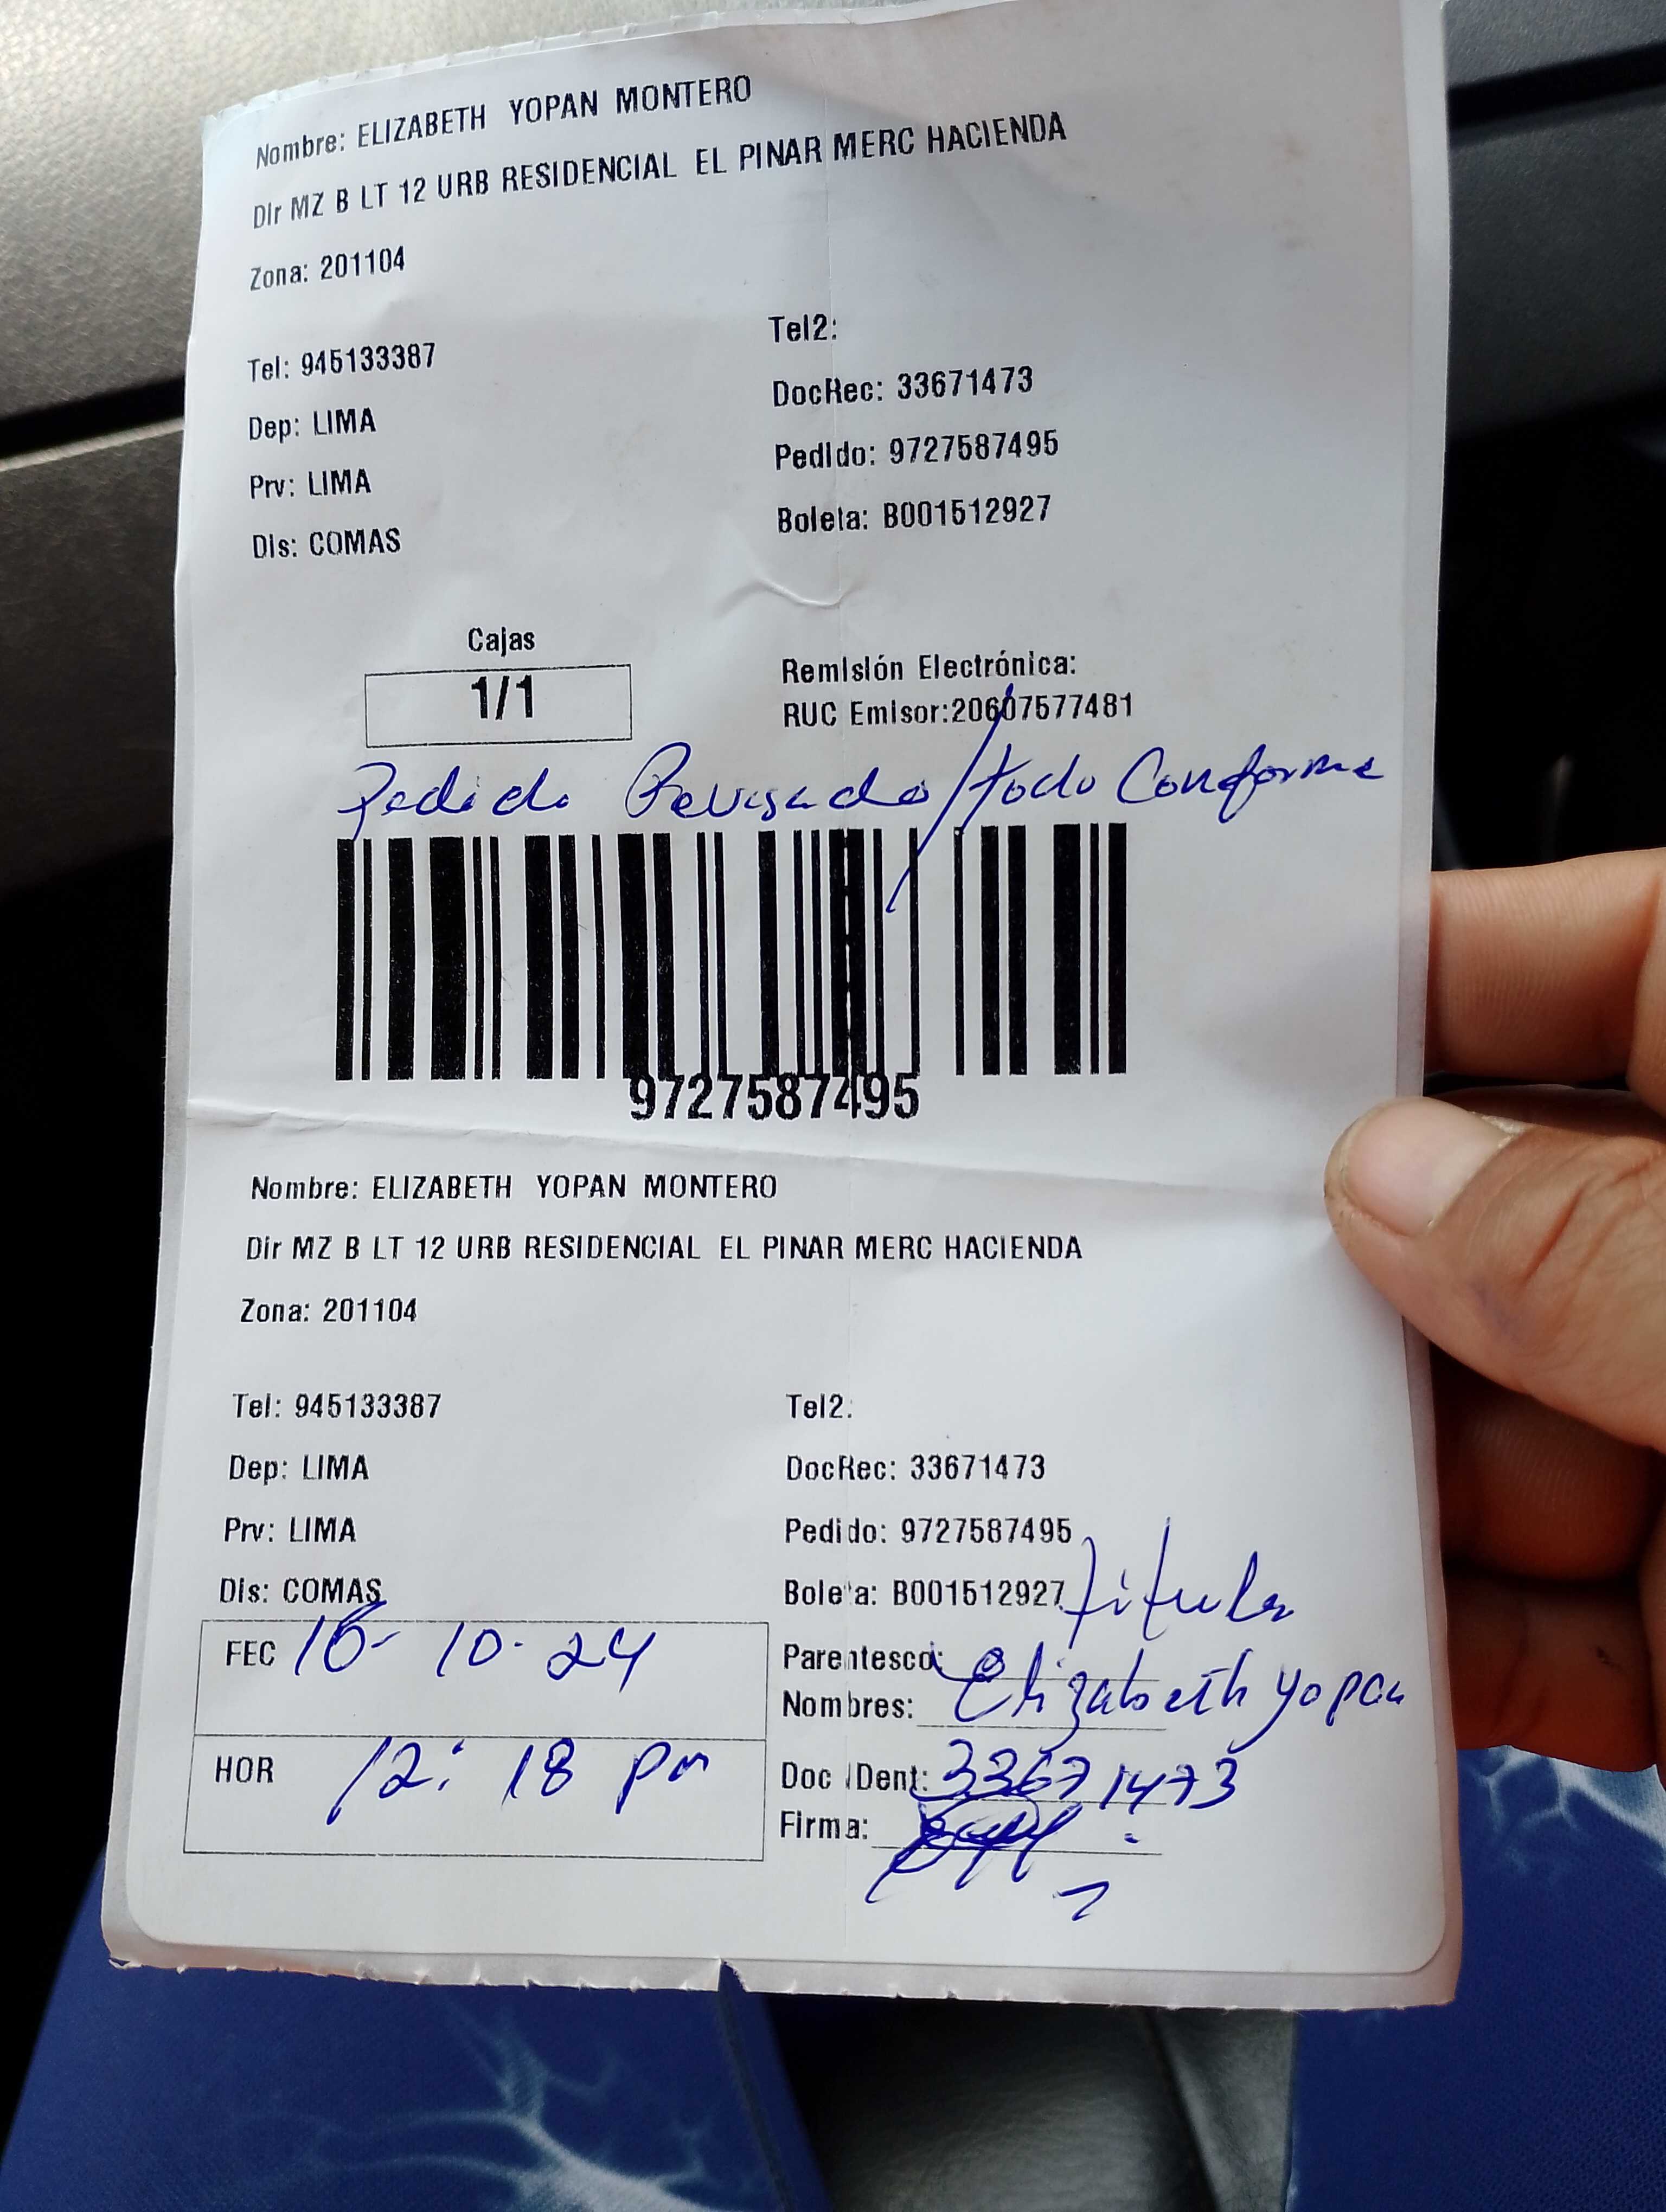 Nombre: ELIZABETH YOPAN MONTERO
Dir MZ B LT 12 URB RESIDENCIAL EL PINAR MERC HACIENDA
Zona: 201104
Tel2:
Tel: 945133387
DocRec: 33671473
Dep: LIMA
Pedido: 9727587495
Prv: LIMA
Boleta: B001512927
Dis: COMAS
Cajas
1/1
Remisión Electrónica:
RUC Emisor:20607577481
Pedido Revisado/todo Conforme
9727587495
Nombre: ELIZABETH YOPAN MONTERO
Dir MZ B LT 12 URB RESIDENCIAL EL PINAR MERC HACIENDA
Zona: 201104
Tel: 945133387
Tel2:
Dep: LIMA
DocRec: 33671473
Prv: LIMA
Pedido: 9727587495
Dis: COMAS
Boleta: B001512927
titular
FEC 16-10-24
Parentesco:
Nombres: Elizabeth Yopan
HOR 12:18 pm
Doc IDent: 33671473
Firma: